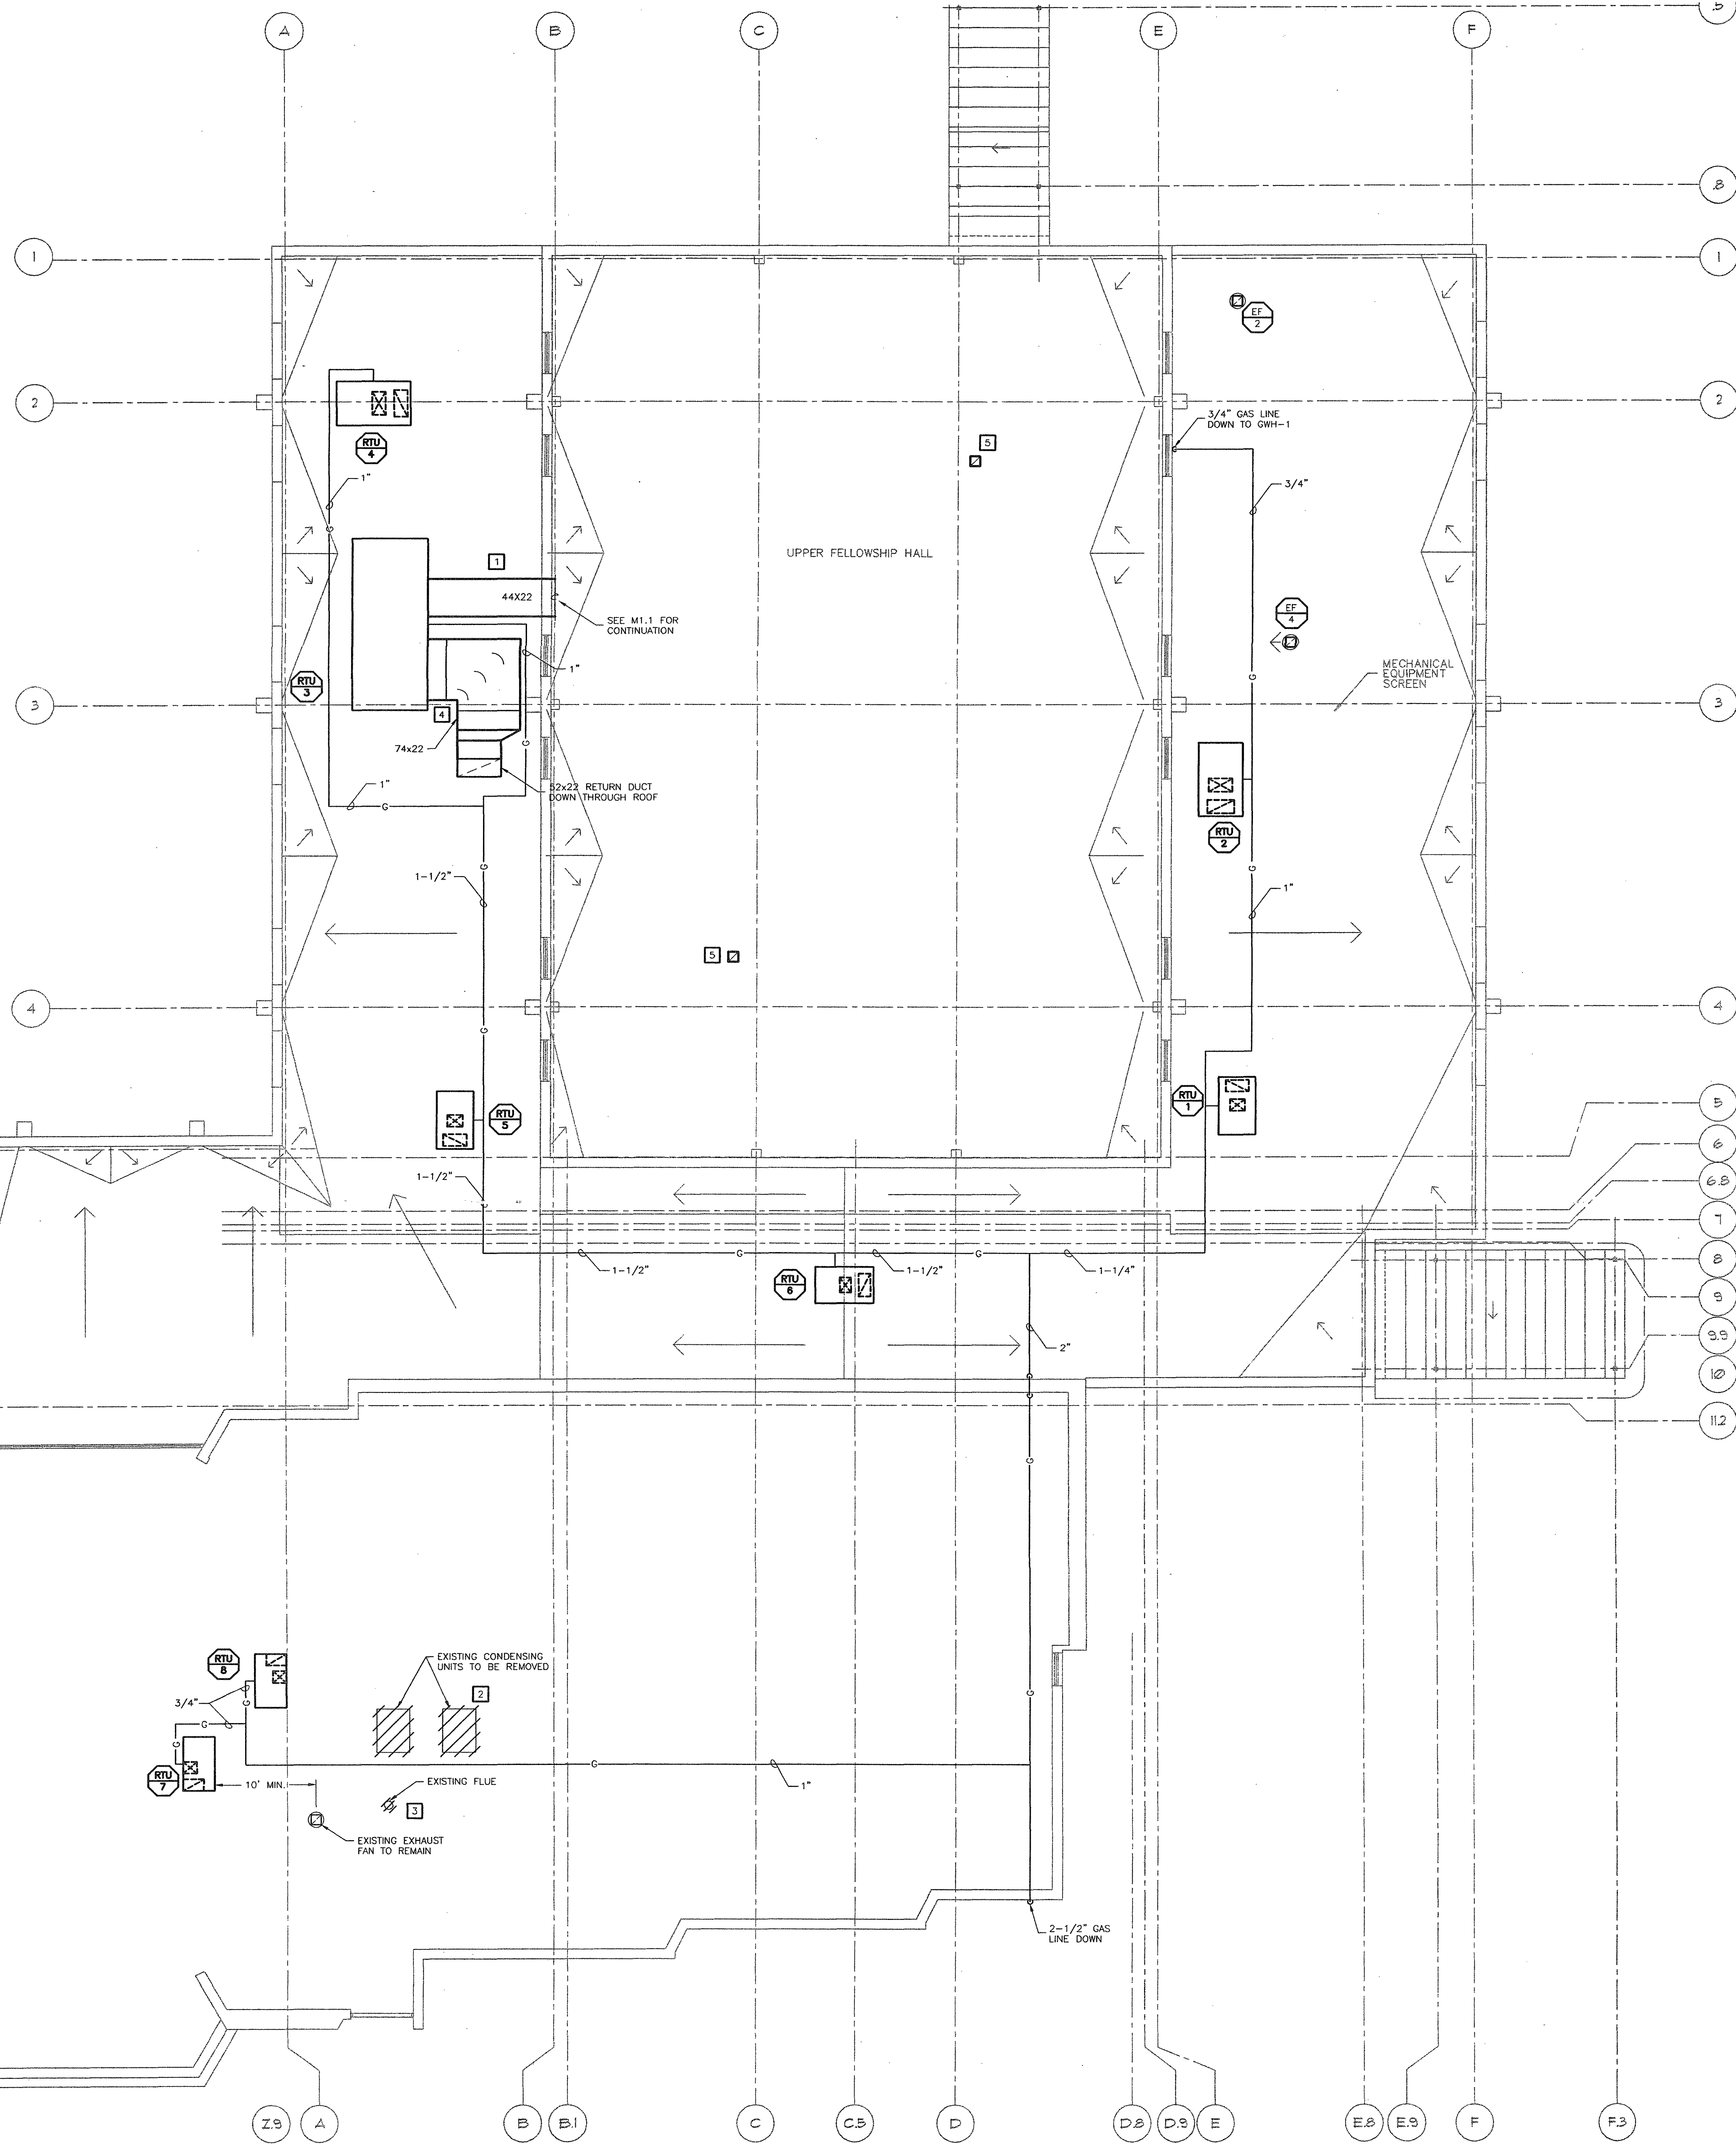 .5
A
B
C
E
F
.8
1
1
EF
2
2
2
3/4" GAS LINE
DOWN TO GWH-1
RTU
4
5
1"
3/4"
G
UPPER FELLOWSHIP HALL
1
44X22
SEE M1.1 FOR
CONTINUATION
EF
4
1"
MECHANICAL
EQUIPMENT
SCREEN
RTU
3
G
3
4
3
74x22
G
1"
G
52x22 RETURN DUCT
DOWN THROUGH ROOF
RTU
2
G
G
1-1/2"
1"
5
4
4
G
RTU
5
RTU
1
5
6
1-1/2"
G
6.8
7
1-1/2"
G
1-1/2"
G
1-1/4"
8
RTU
6
9
9.9
2"
10
11.2
G
RTU
8
EXISTING CONDENSING
UNITS TO BE REMOVED
2
G
3/4"
G
G
G
RTU
7
10' MIN.
1"
EXISTING FLUE
3
EXISTING EXHAUST
FAN TO REMAIN
2-1/2" GAS
LINE DOWN
Z.9
A
B
B.1
C
C.5
D
D.8
D.9
E
E.8
E.9
F
F.3